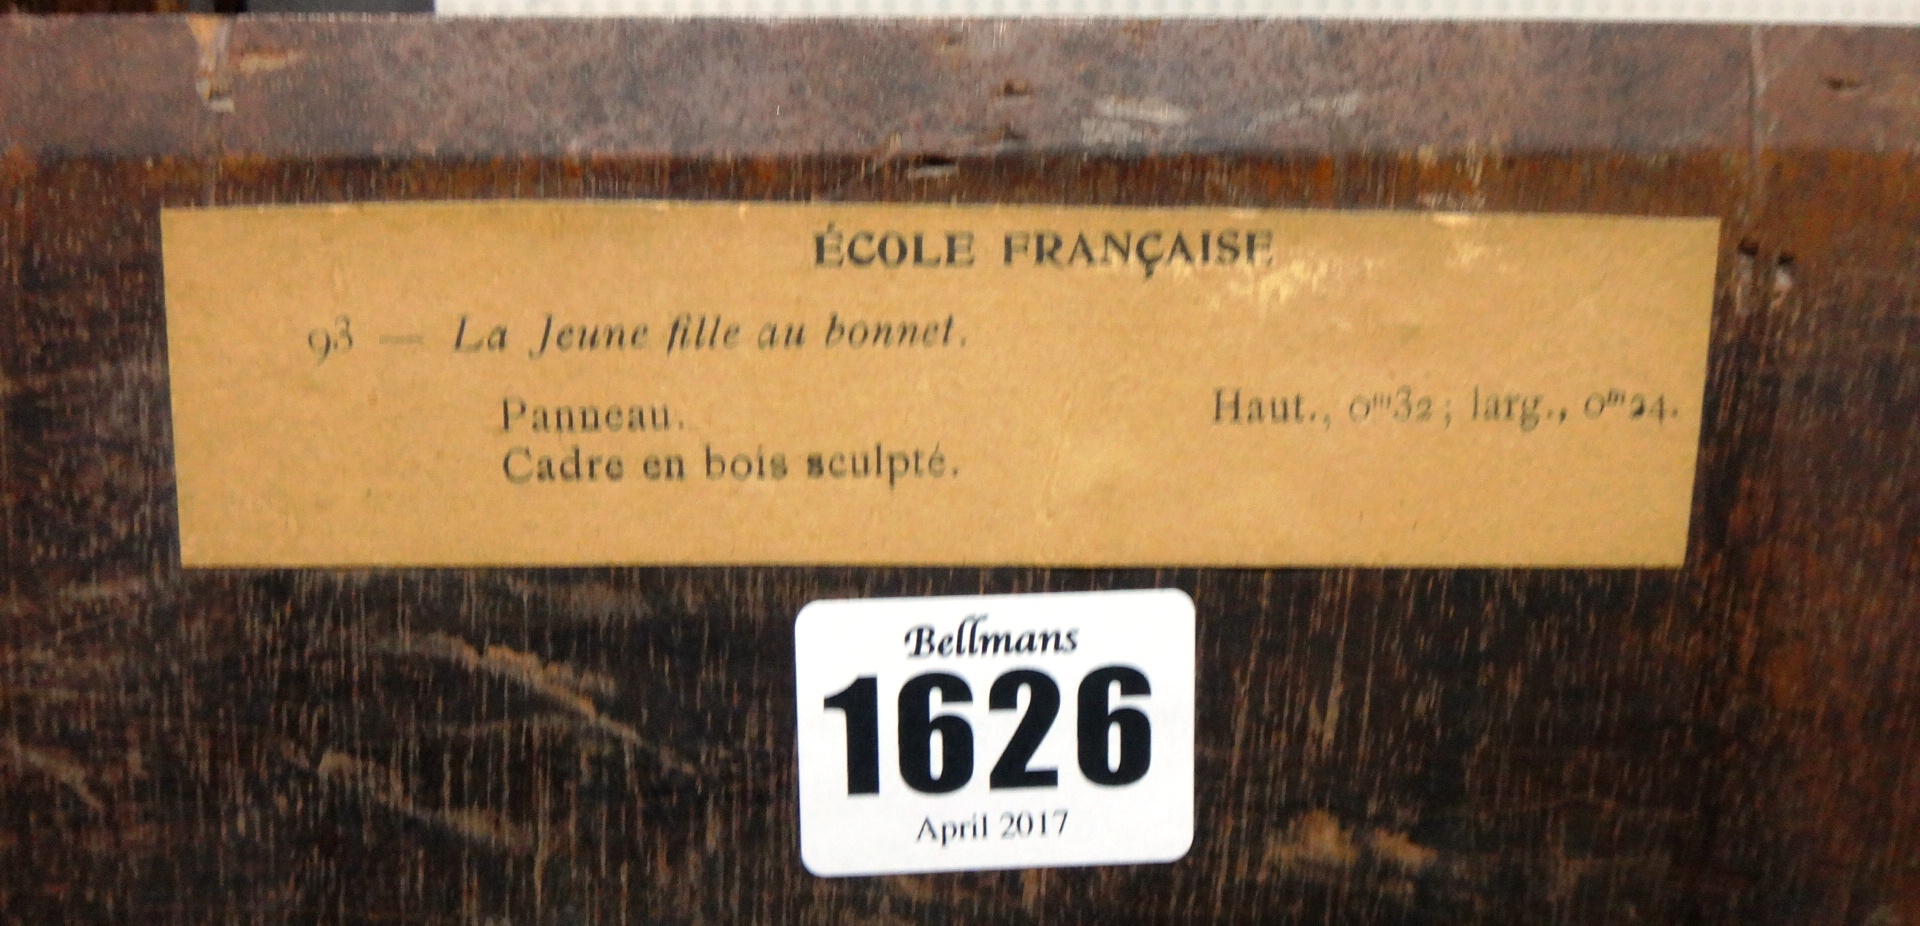 ÉCOLE FRANÇAISE
93 — La Jeune fille au bonnet.
Panneau. Haut., 0ᵐ32; larg., 0ᵐ24.
Cadre en bois sculpté.
Bellmans
1626
April 2017